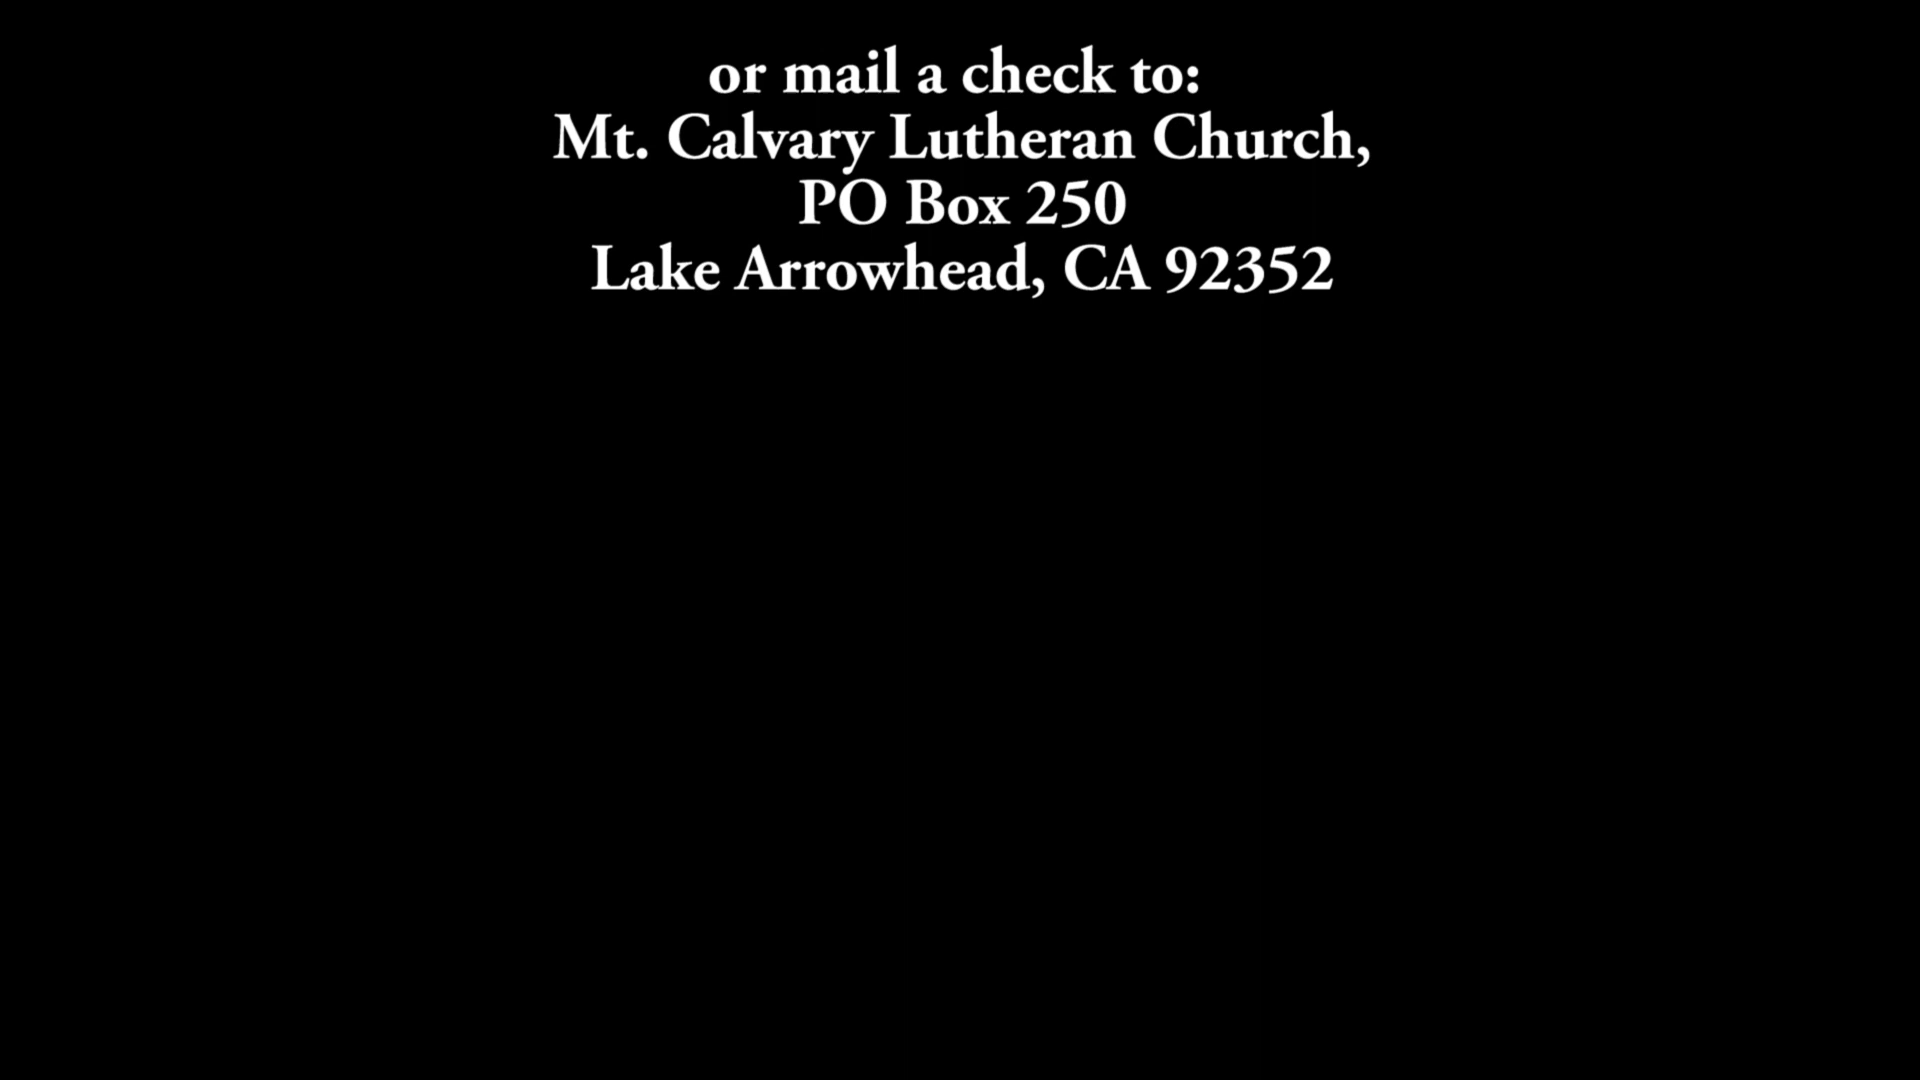 or mail a check to:
Mt. Calvary Lutheran Church,
PO Box 250
Lake Arrowhead, CA 92352